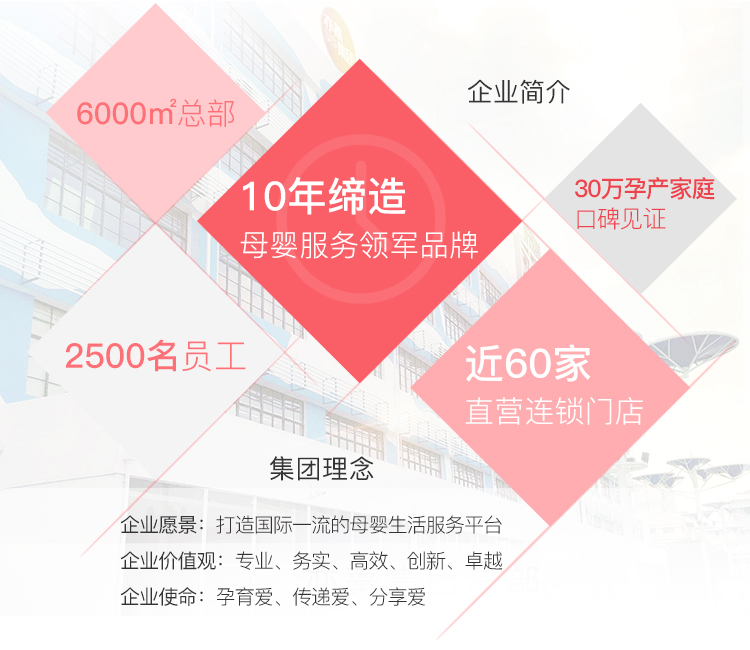 6000㎡总部
企业简介
10年缔造
母婴服务领军品牌
30万孕产家庭
口碑见证
2500名员工
近60家
直营连锁门店
集团理念
企业愿景：打造国际一流的母婴生活服务平台
企业价值观：专业、务实、高效、创新、卓越
企业使命：孕育爱、传递爱、分享爱